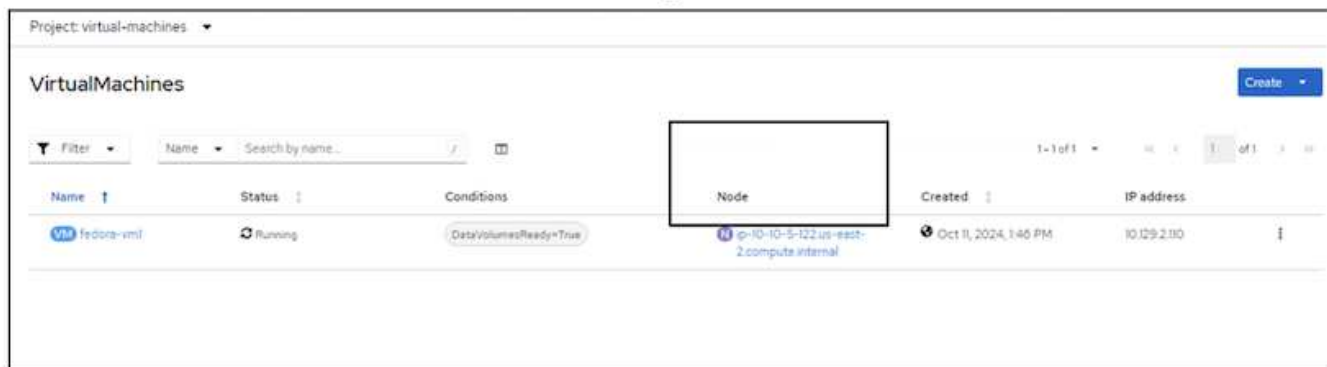 Project: virtual-machines
VirtualMachines
Create
Filter Name Search by name... / 1-1 of 1 1 of 1
Name Status Conditions Node Created IP address
VM fedora-vm1 Running DataVolumesReady=True N ip-10-10-5-122.us-east- Oct 11, 2024, 1:46 PM 10.129.2.110
2.compute.internal